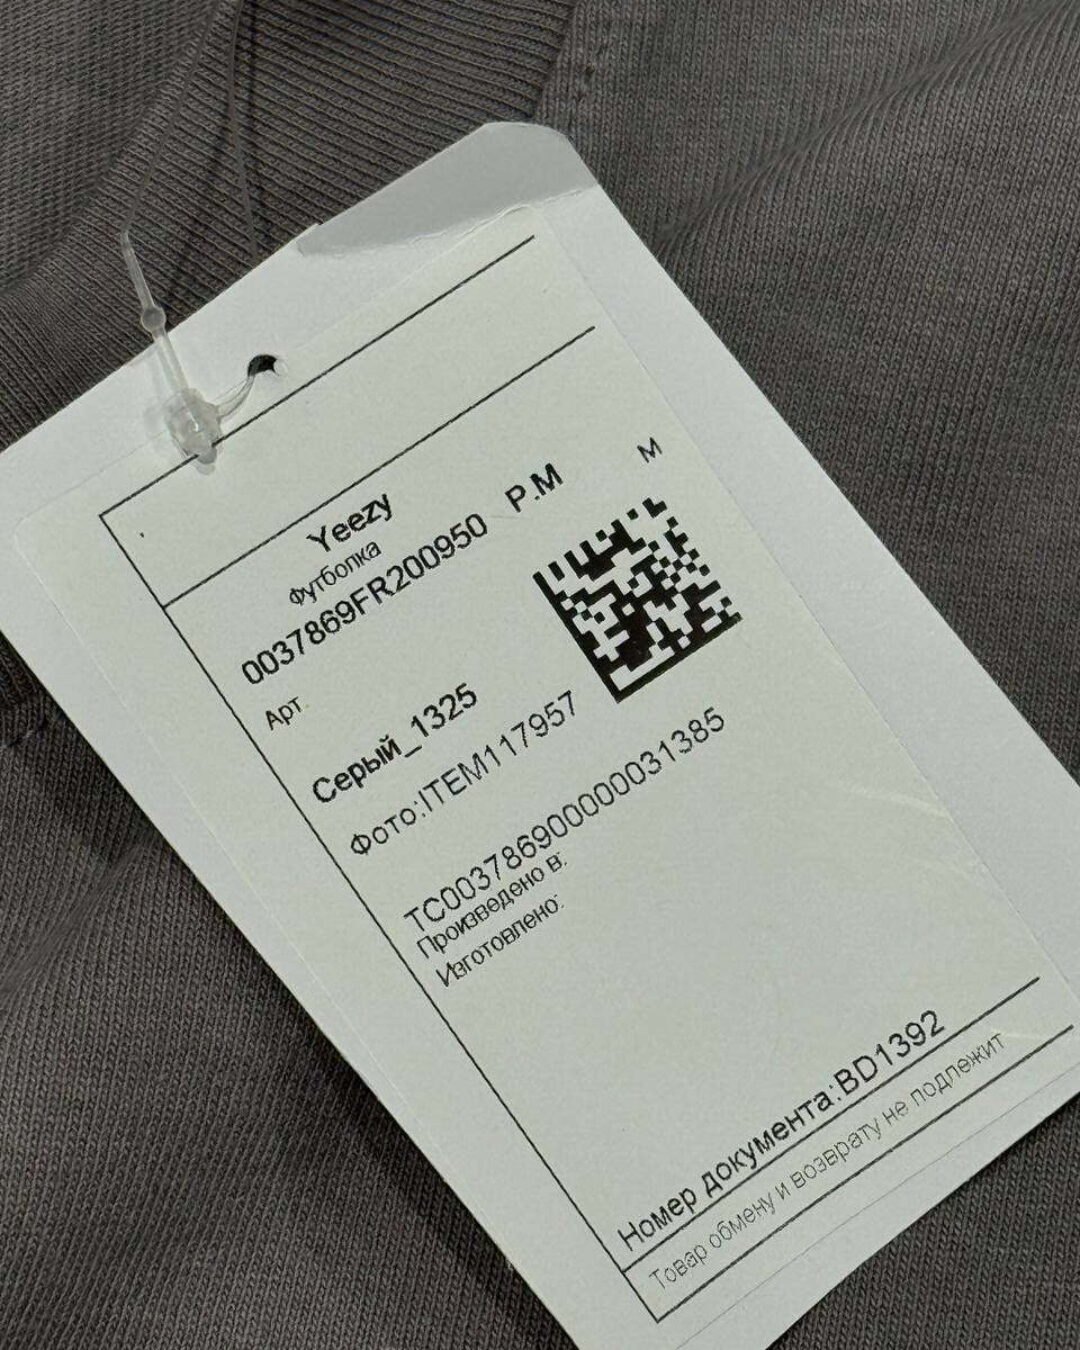 Yeezy
Футболка
0037869FR200950 Р.M
M
Арт.
Серый_1325
Фото:ITEM117957
TC0037869000000031385
Произведено в:
Изготовлено:
Номер документа:BD1392
Товар обмену и возврату не подлежит